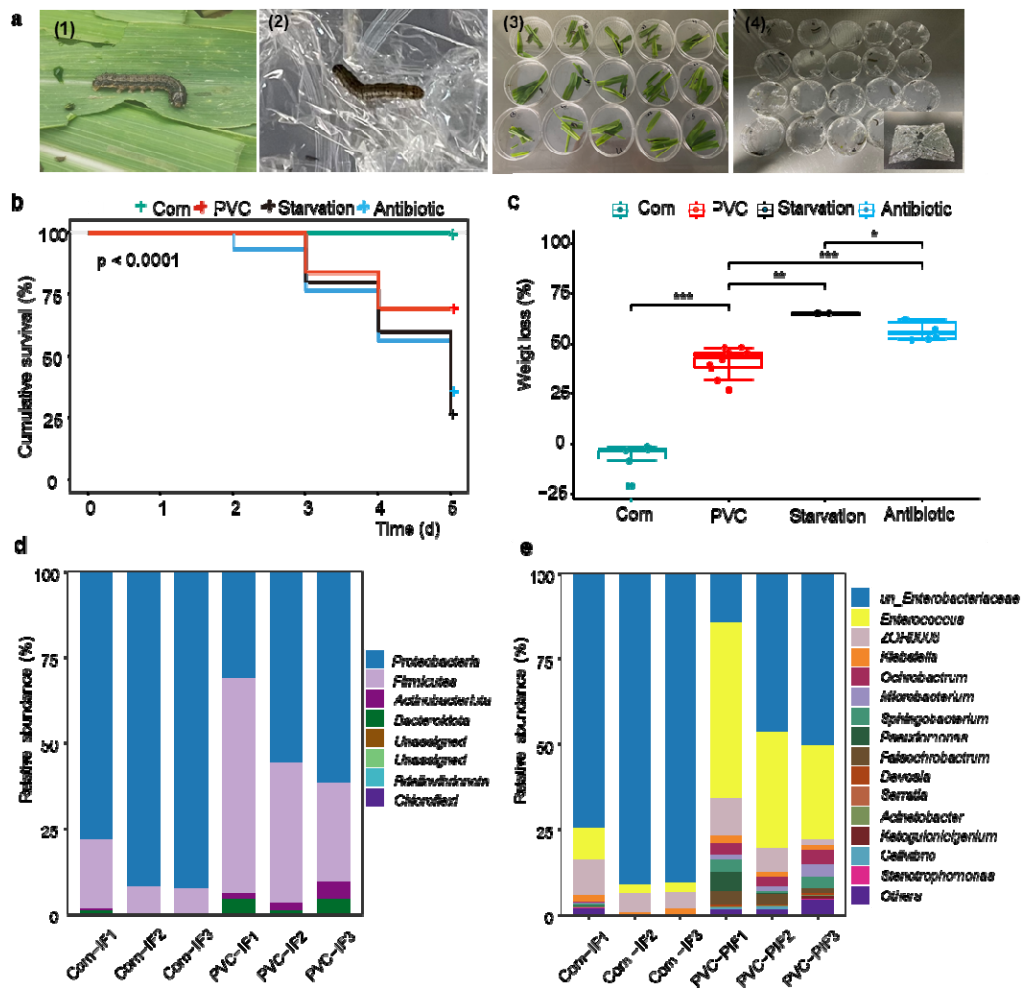 a
(1)
(2)
(3)
(4)
b
+ Corn + PVC + Starvation + Antibiotic
Cumulative survival (%)
100
75
50
25
0
p < 0.0001
0 1 2 3 4 5
Time (d)
c
Corn PVC Starvation Antibiotic
Weigt loss (%)
100
75
50
25
0
−25
***
**
***
*
Corn PVC Starvation Antibiotic
d
Relative abundance (%)
100
75
50
25
0
Corn-IF1 Corn-IF2 Corn-IF3 PVC-IF1 PVC-IF2 PVC-IF3
Proteobacteria
Firmicutes
Actinobacteriota
Bacteroidota
Unassigned
Unassigned
Chloroflexi
e
Relative abundance (%)
100
75
50
25
0
Corn-IF1 Corn-IF2 Corn-IF3 PVC-PIF1 PVC-PIF2 PVC-PIF3
un_Enterobacteriaceae
Enterococcus
ZOR0006
Klebsiella
Ochrobactrum
Microbacterium
Sphingobacterium
Pseudomonas
Falsochrobactrum
Devosia
Serratia
Acinetobacter
Ketogulonicigenium
Cellvibrio
Stenotrophomonas
Others